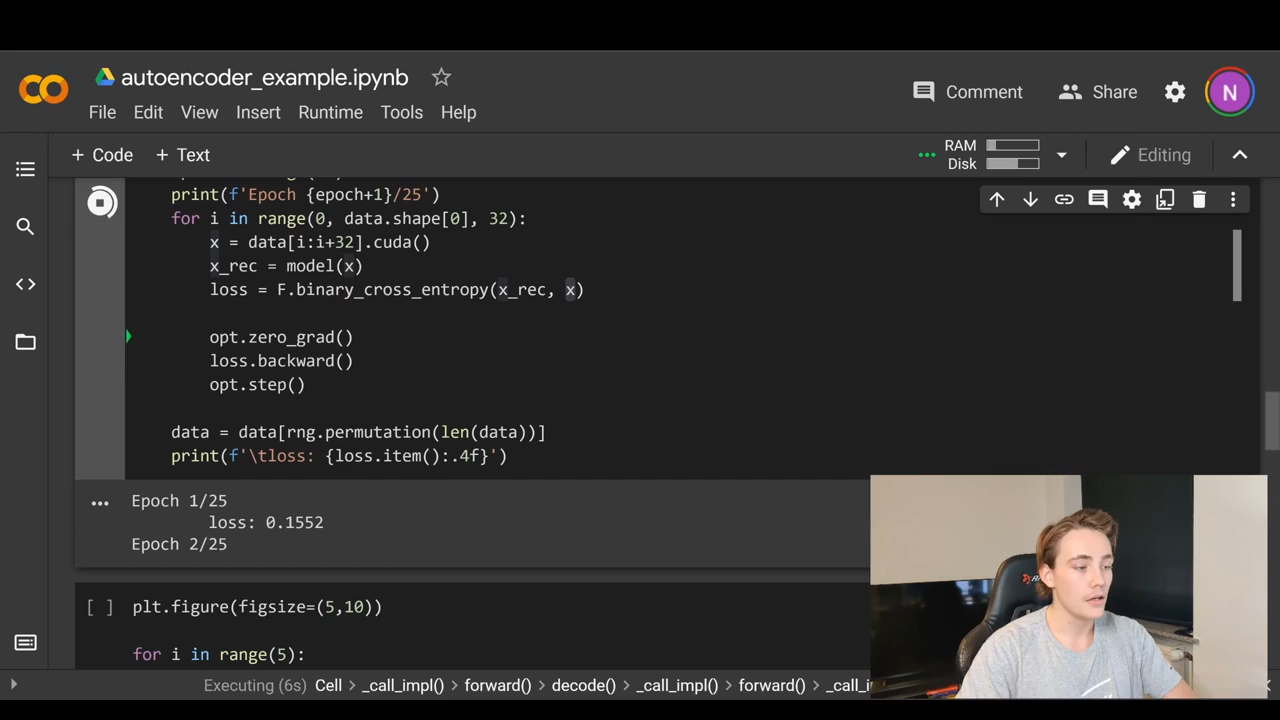 autoencoder_example.ipynb
File Edit View Insert Runtime Tools Help
Comment Share N
+ Code + Text
RAM
Disk
Editing
print(f'Epoch {epoch+1}/25')
for i in range(0, data.shape[0], 32):
x = data[i:i+32].cuda()
x_rec = model(x)
loss = F.binary_cross_entropy(x_rec, x)
opt.zero_grad()
loss.backward()
opt.step()
data = data[rng.permutation(len(data))]
print(f'\tloss: {loss.item():.4f}')
Epoch 1/25
loss: 0.1552
Epoch 2/25
[ ] plt.figure(figsize=(5,10))
for i in range(5):
Executing (6s) Cell > _call_impl() > forward() > decode() > _call_impl() > forward() >